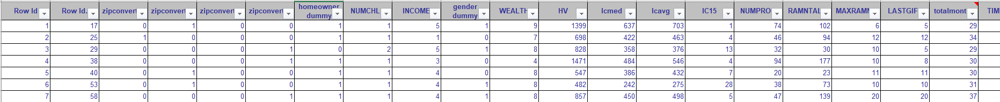 Row Id Row Id. zipconvert zipconvert zipconvert zipconvert homeowner dummy NUMCHL INCOME gender dummy WEALTH HV Icmed Icavg IC15 NUMPRO RAMNTAL MAXRAMN LASTGIF totalmont TIM
1 17 0 1 0 0 1 1 5 1 9 1399 637 703 1 74 102 6 5 29
2 25 1 0 0 0 1 1 1 0 7 698 422 463 4 46 94 12 12 34
3 29 0 0 0 1 0 2 5 1 8 828 358 376 13 32 30 10 5 29
4 38 0 0 0 1 1 1 3 0 4 1471 484 546 4 94 177 10 8 30
5 40 0 1 0 0 1 1 4 0 8 547 386 432 7 20 23 11 11 30
6 53 0 1 0 0 1 1 4 1 8 482 242 275 28 38 73 10 10 31
7 58 0 0 0 1 1 1 4 1 8 857 450 498 5 47 139 20 20 37